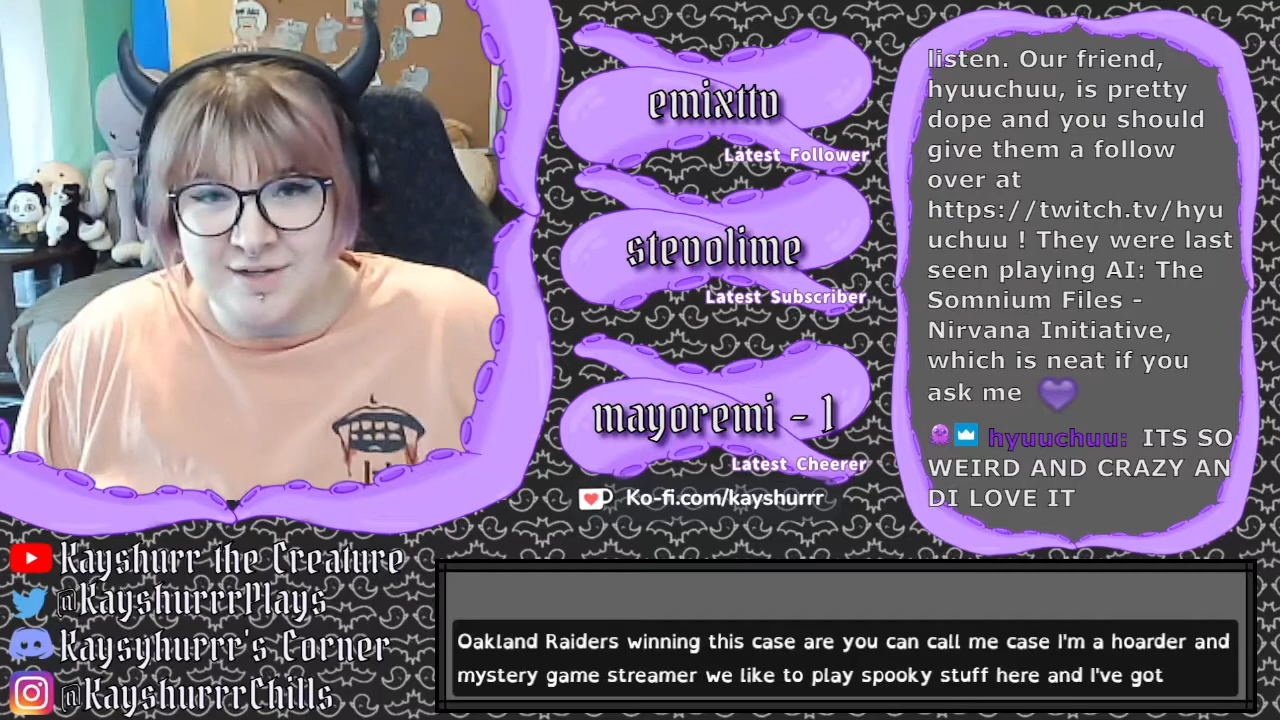 emixttv
Latest Follower
stevolime
Latest Subscriber
mayoremi - 1
Latest Cheerer
Ko-fi.com/kayshurrr
listen. Our friend,
hyuuchuu, is pretty
dope and you should
give them a follow
over at
https://twitch.tv/hyu
uchuu ! They were last
seen playing AI: The
Somnium Files -
Nirvana Initiative,
which is neat if you
ask me
hyuuchuu: ITS SO
WEIRD AND CRAZY AN
DI LOVE IT
Kayshurr the Creature
@KayshurrrPlays
Kaysyhurrr's Corner
@KayshurrrChills
Oakland Raiders winning this case are you can call me case I'm a hoarder and
mystery game streamer we like to play spooky stuff here and I've got